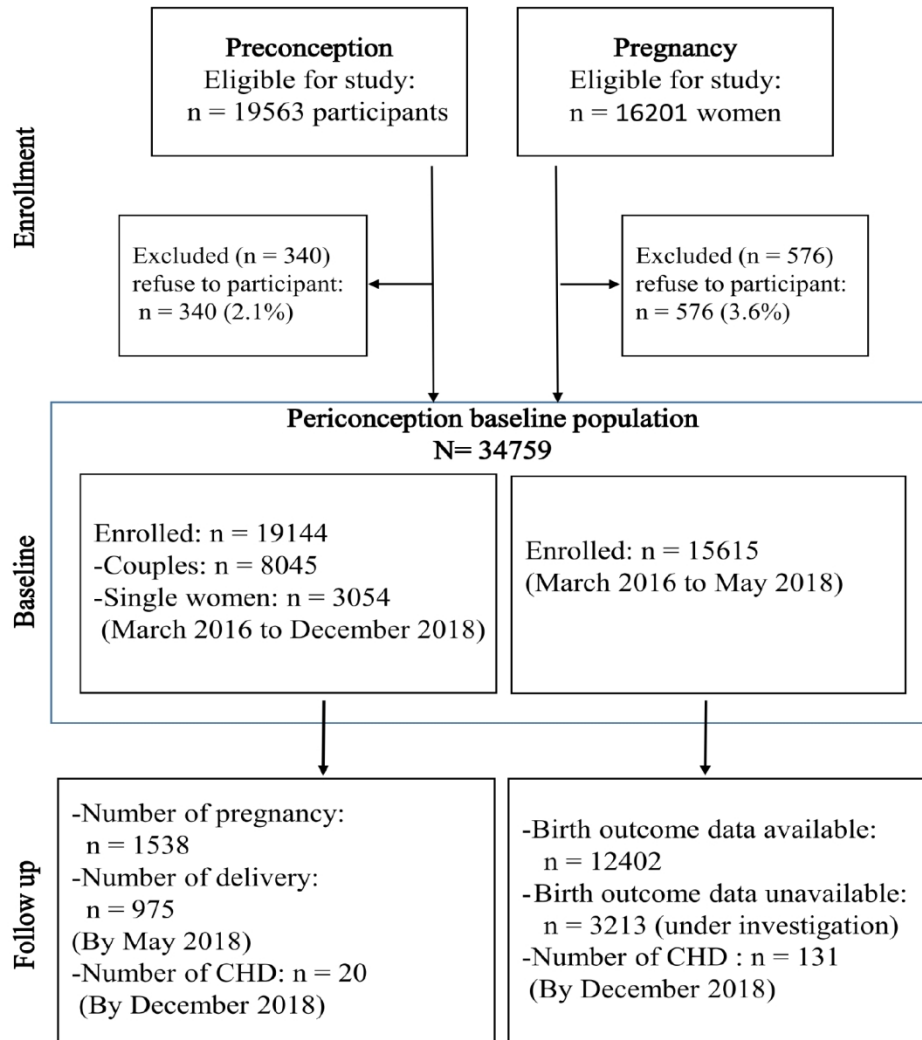 Enrollment
Preconception
Eligible for study:
n = 19563 participants
Pregnancy
Eligible for study:
n = 16201 women
Excluded (n = 340)
refuse to participant:
n = 340 (2.1%)
Excluded (n = 576)
refuse to participant:
n = 576 (3.6%)
Baseline
Periconception baseline population
N= 34759
Enrolled: n = 19144
-Couples: n = 8045
-Single women: n = 3054
(March 2016 to December 2018)
Enrolled: n = 15615
(March 2016 to May 2018)
Follow up
-Number of pregnancy:
n = 1538
-Number of delivery:
n = 975
(By May 2018)
-Number of CHD: n = 20
(By December 2018)
-Birth outcome data available:
n = 12402
-Birth outcome data unavailable:
n = 3213 (under investigation)
-Number of CHD : n = 131
(By December 2018)